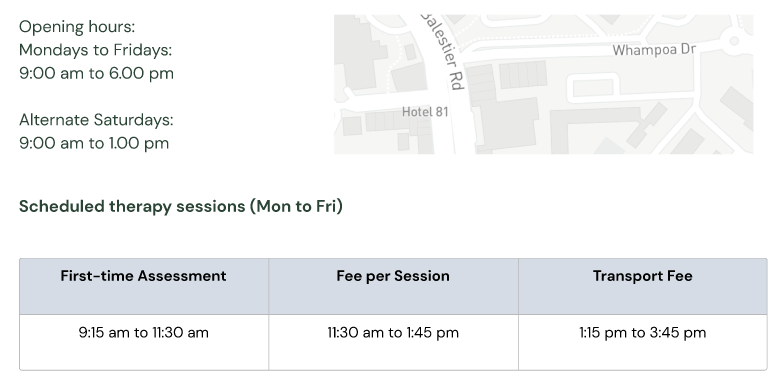 Opening hours:
Mondays to Fridays:
9:00 am to 6.00 pm
Alternate Saturdays:
9:00 am to 1.00 pm
Balestier Rd
Whampoa Dr
Hotel 81
Scheduled therapy sessions (Mon to Fri)
First-time Assessment
Fee per Session
Transport Fee
9:15 am to 11:30 am
11:30 am to 1:45 pm
1:15 pm to 3:45 pm